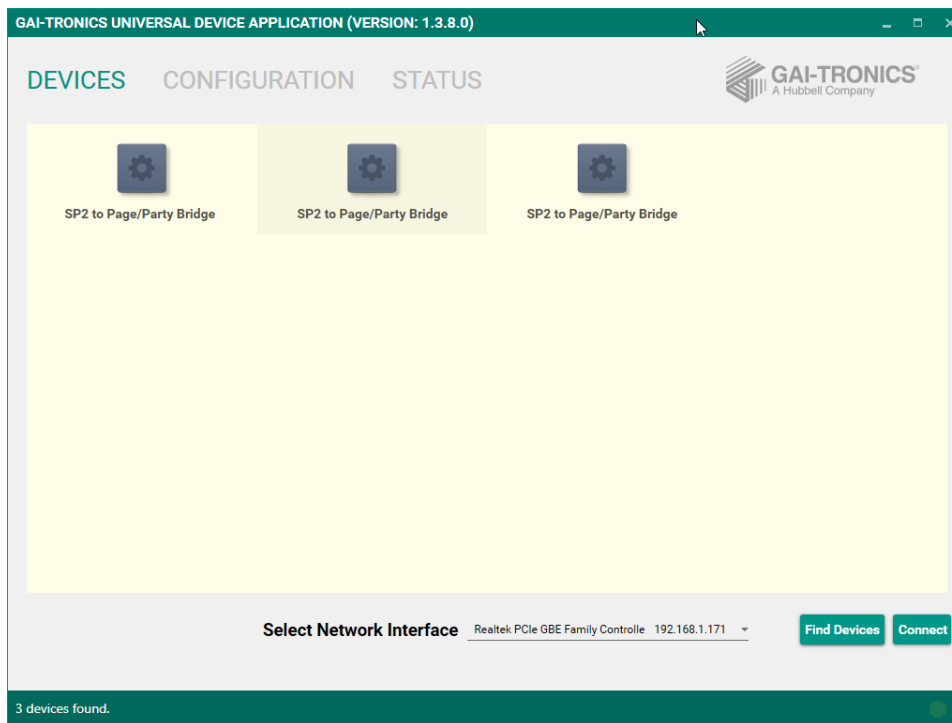 GAI-TRONICS UNIVERSAL DEVICE APPLICATION (VERSION: 1.3.8.0)
DEVICES CONFIGURATION STATUS
GAI-TRONICS®
A Hubbell Company
SP2 to Page/Party Bridge SP2 to Page/Party Bridge SP2 to Page/Party Bridge
Select Network Interface Realtek PCIe GBE Family Controlle 192.168.1.171 Find Devices Connect
3 devices found.